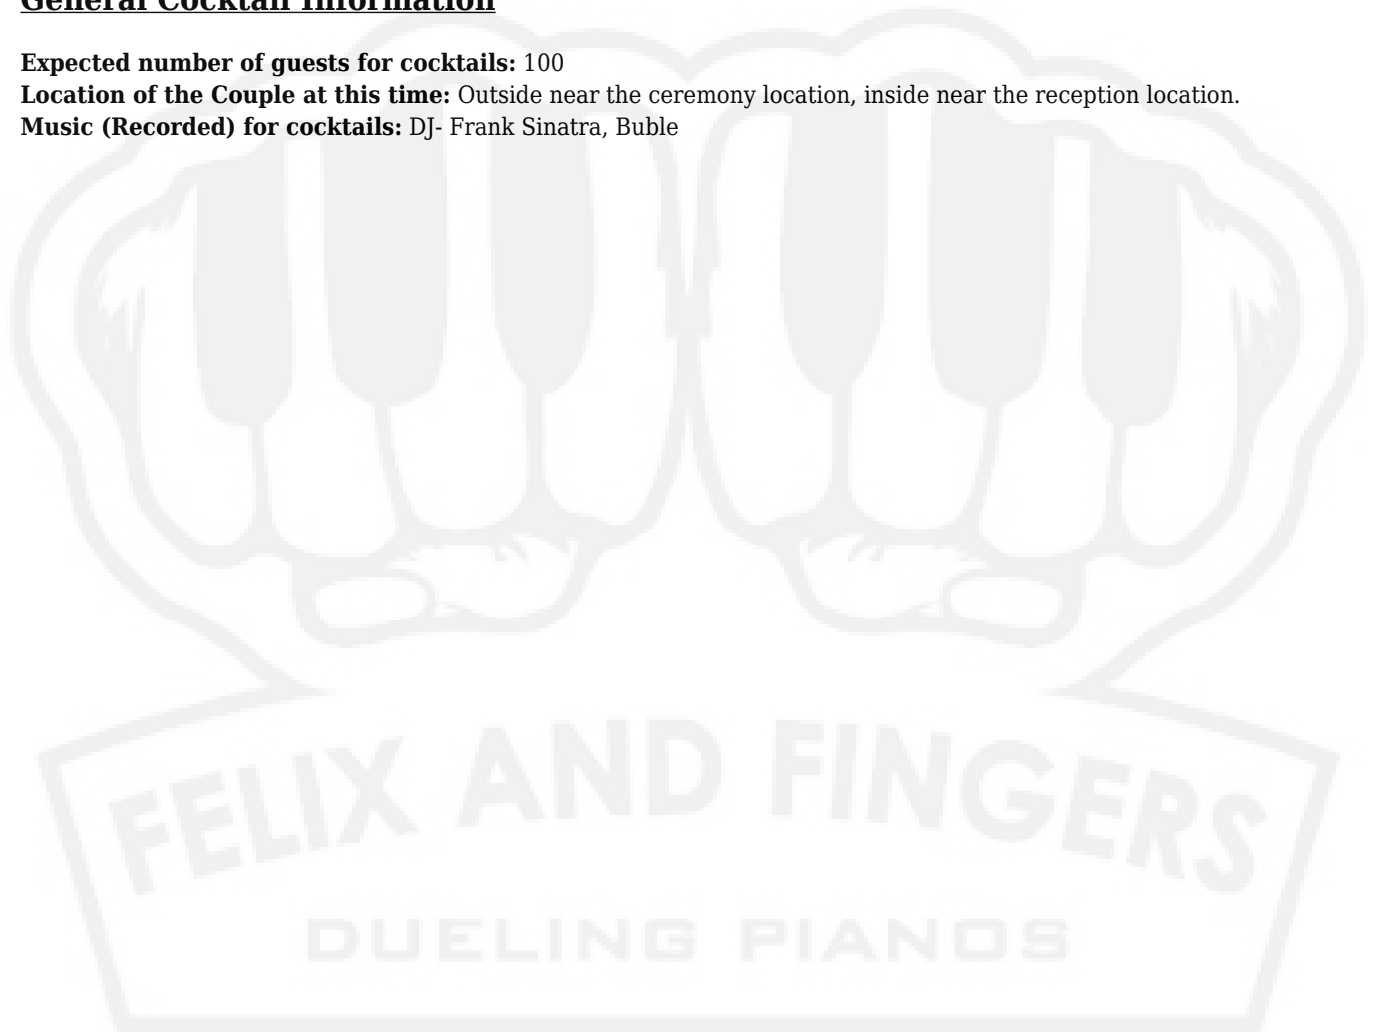 General Cocktail Information
Expected number of guests for cocktails: 100
Location of the Couple at this time: Outside near the ceremony location, inside near the reception location.
Music (Recorded) for cocktails: DJ- Frank Sinatra, Buble
FELIX AND FINGERS
DUELING PIANOS